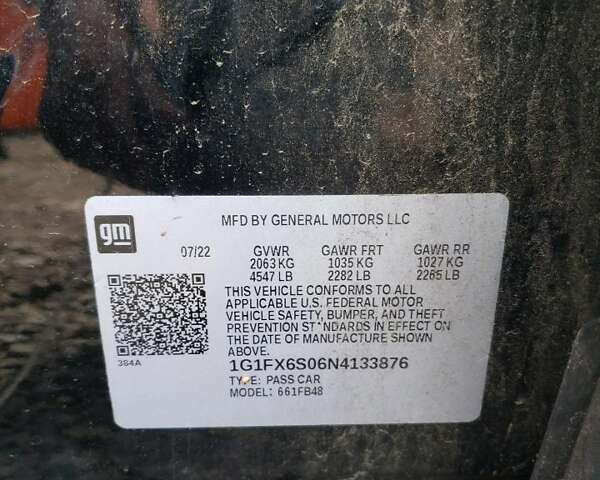 gm
MFD BY GENERAL MOTORS LLC
07/22 GVWR GAWR FRT GAWR RR
2063 KG 1035 KG 1027 KG
4547 LB 2282 LB 2265 LB
THIS VEHICLE CONFORMS TO ALL
APPLICABLE U.S. FEDERAL MOTOR
VEHICLE SAFETY, BUMPER, AND THEFT
PREVENTION ST*NDARDS IN EFFECT ON
THE DATE OF MANUFACTURE SHOWN
ABOVE.
384A
1G1FX6S06N4133876
TYPE: PASS CAR
MODEL: 661FB48